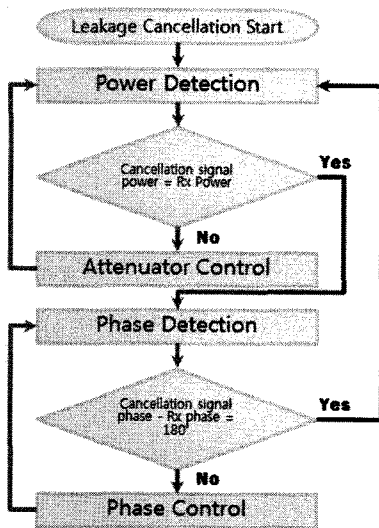 Leakage Cancellation Start
Power Detection
Cancellation signal
power = Rx Power
Yes
No
Attenuator Control
Phase Detection
Cancellation signal
phase - Rx phase =
180°
Yes
No
Phase Control